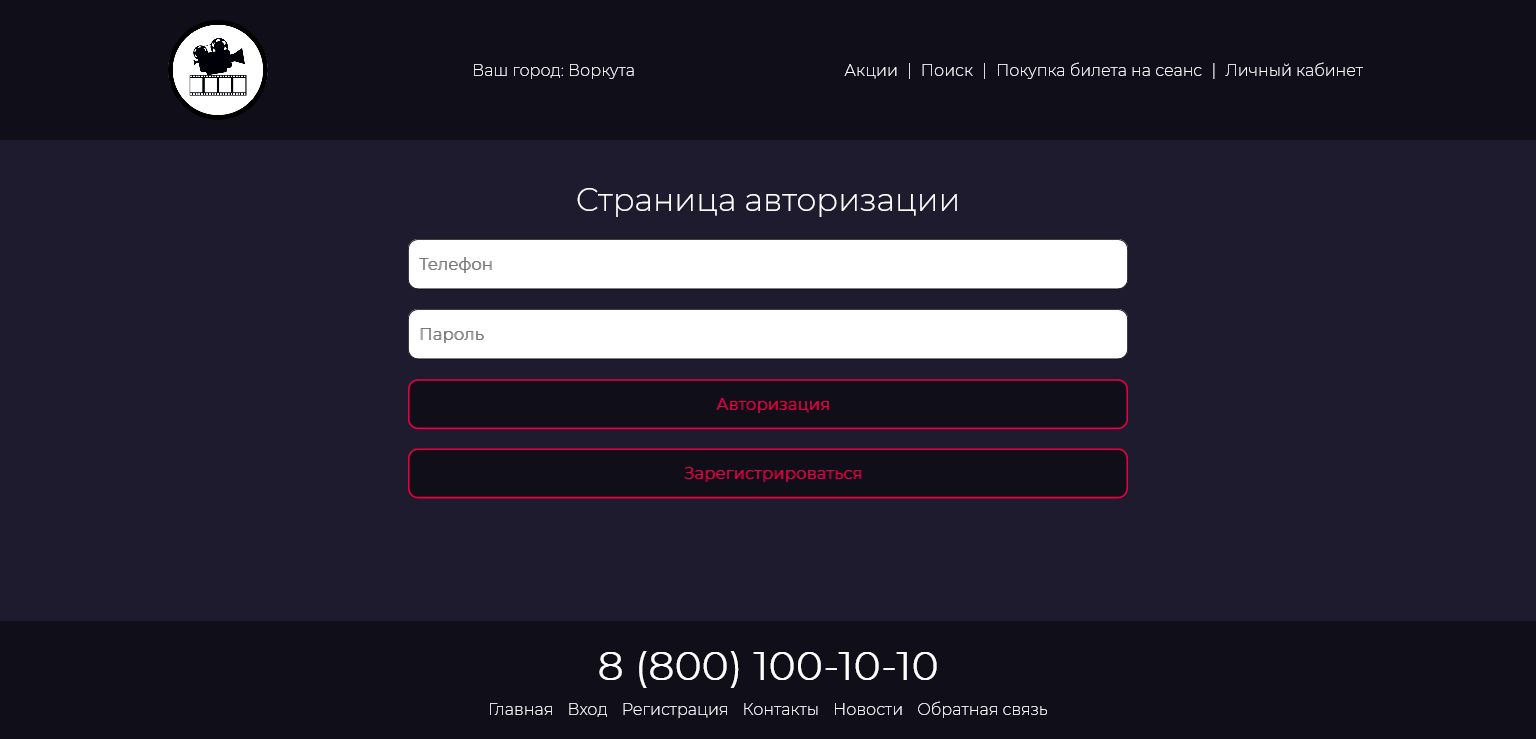 Ваш город: Воркута
Акции | Поиск | Покупка билета на сеанс | Личный кабинет
Страница авторизации
Телефон
Пароль
Авторизация
Зарегистрироваться
8 (800) 100-10-10
Главная Вход Регистрация Контакты Новости Обратная связь